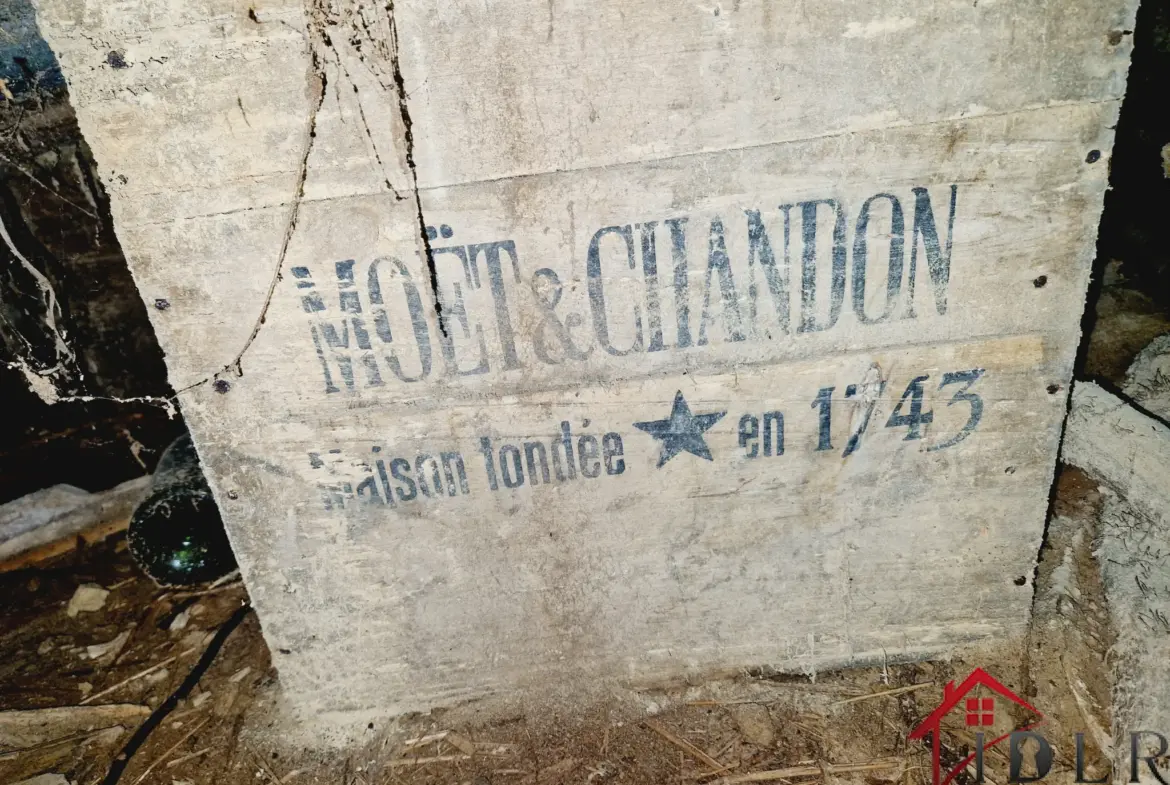 MOËT & CHANDON
Maison fondée ★ en 1743
IDLR